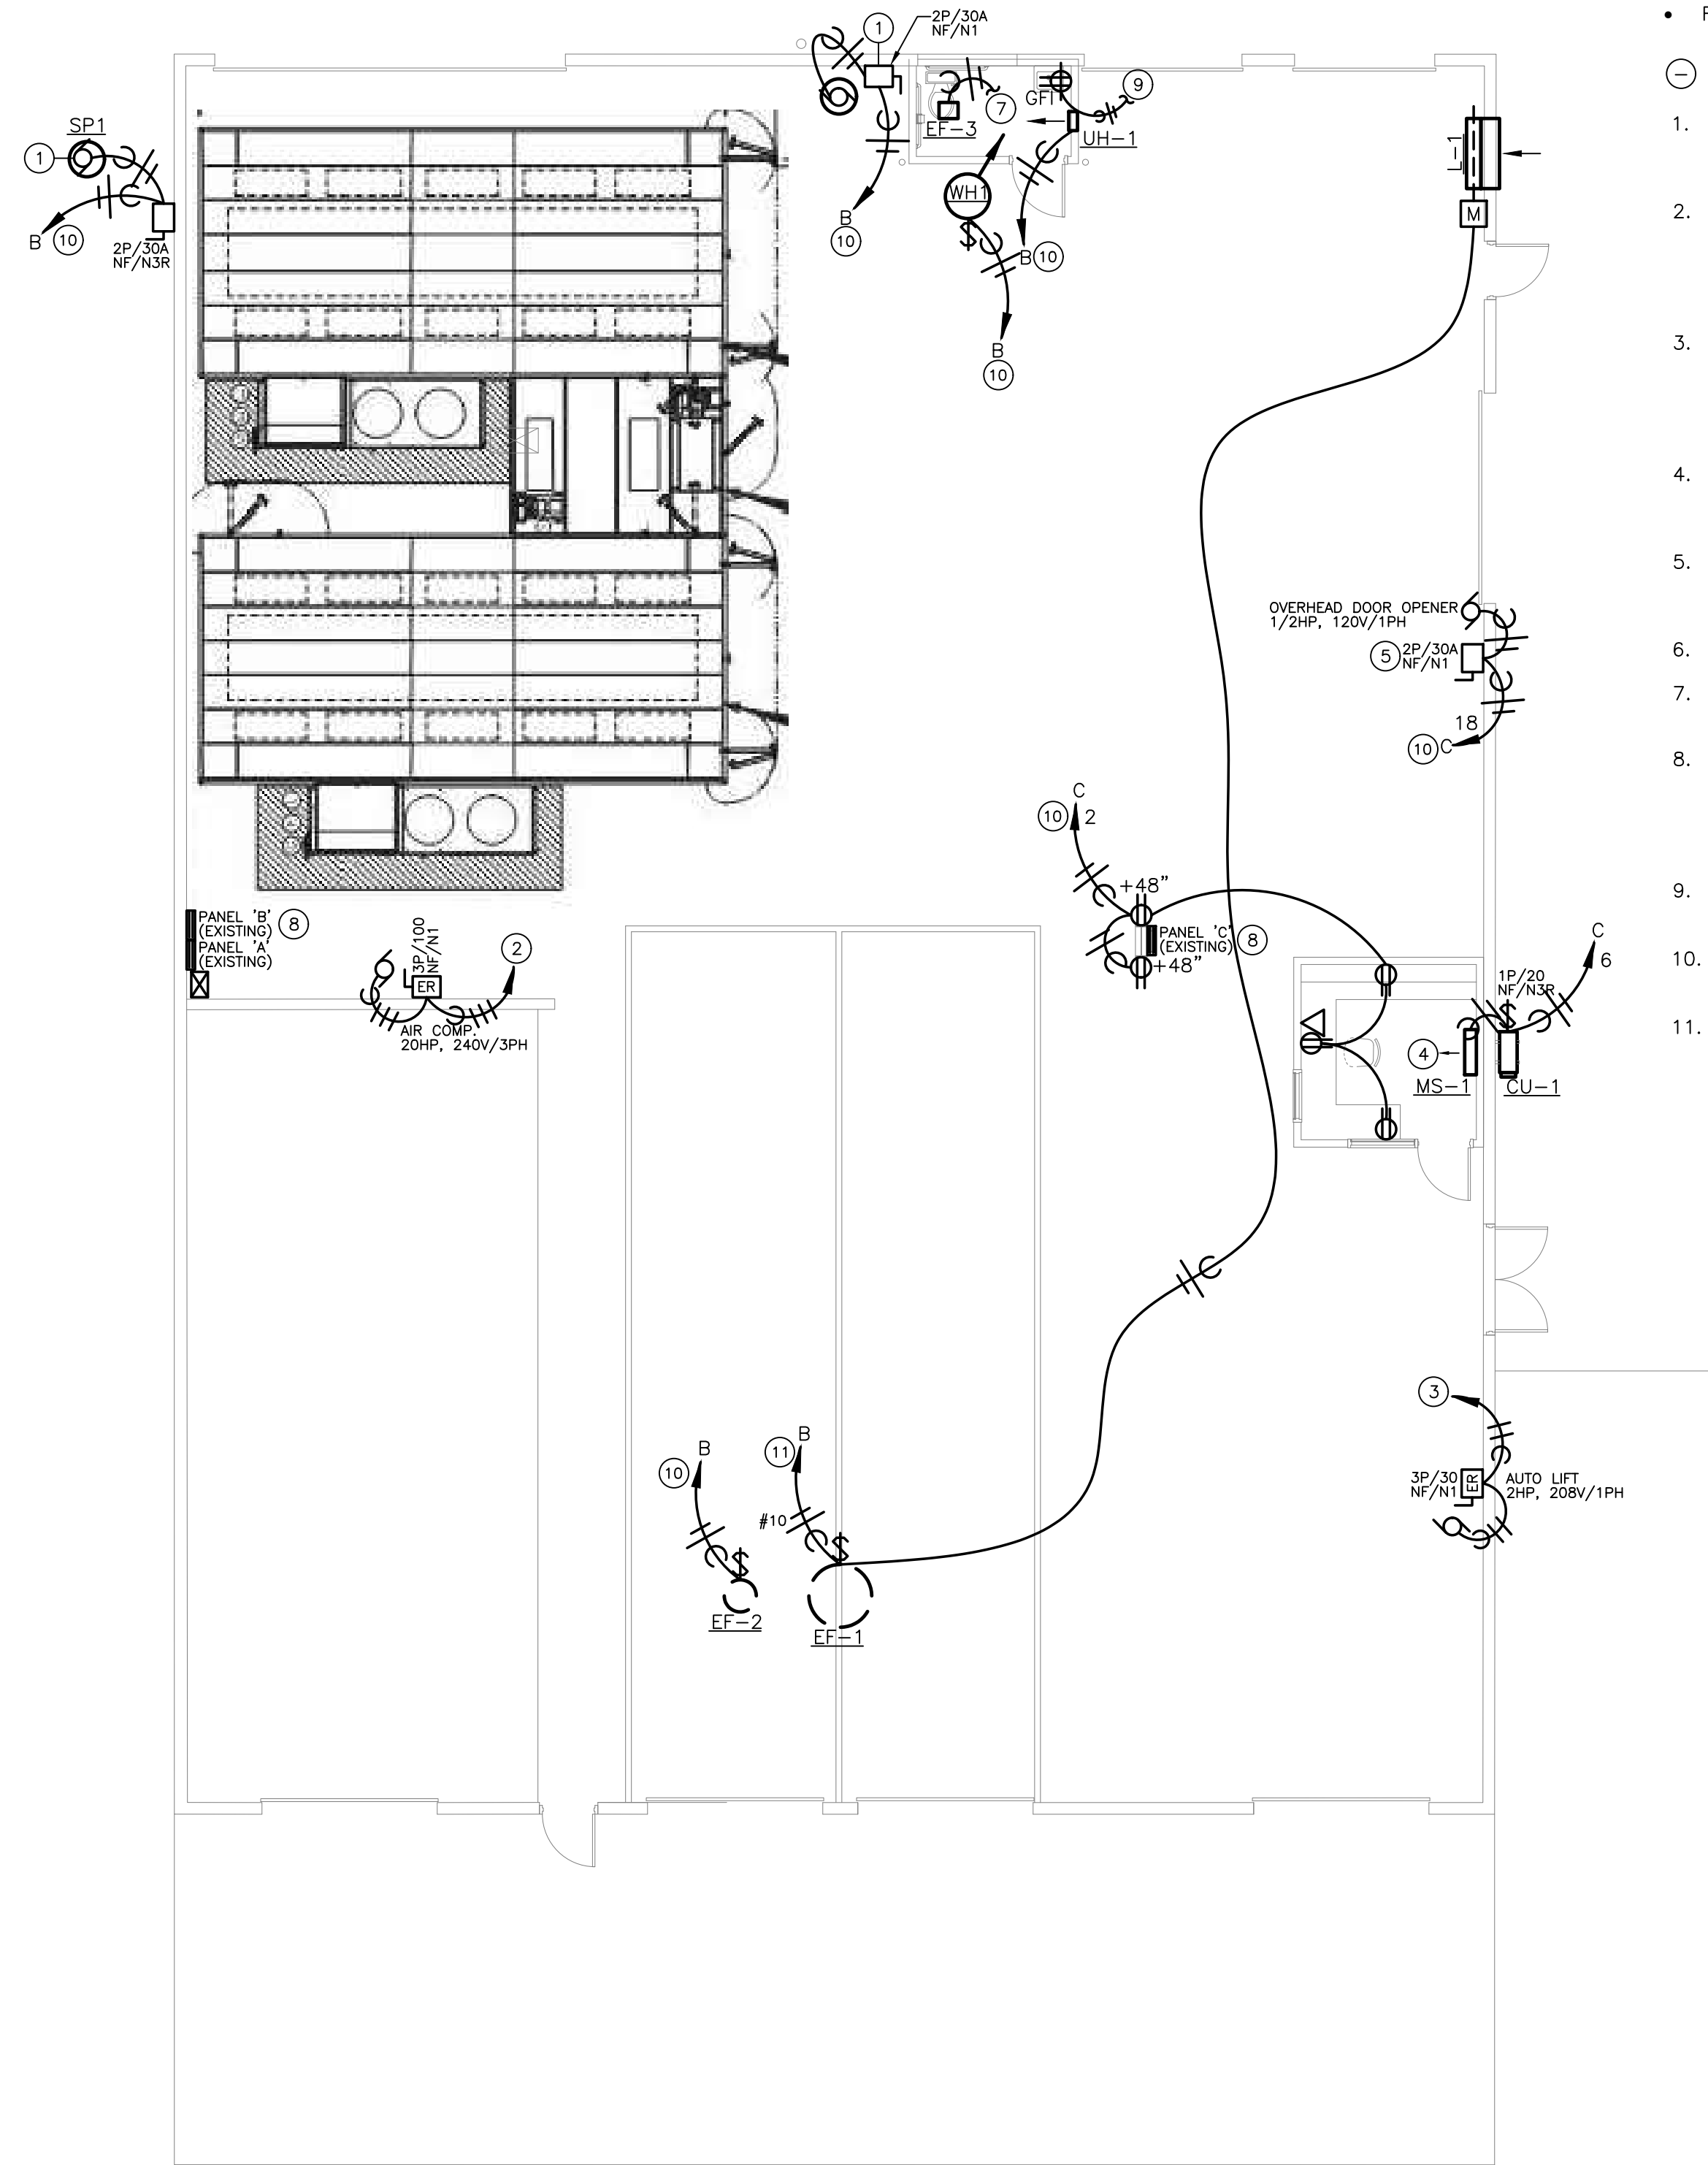 F
2P/30A
NF/N1
1
−
SP1
1
2P/30A
NF/N3R
B
10
B
10
EF−3
7
GFI
9
UH−1
WH1
B
10
B
10
L−1
M
1.
2.
3.
4.
5.
6.
7.
8.
9.
10.
11.
OVERHEAD DOOR OPENER
1/2HP, 120V/1PH
5
2P/30A
NF/N1
18
10
C
C
10
2
+48”
PANEL 'C'
(EXISTING)
8
+48”
PANEL 'B'
(EXISTING)
PANEL 'A'
(EXISTING)
8
3P/100
NF/N1
ER
2
AIR COMP.
20HP, 240V/3PH
C
6
1P/20
NF/N3R
4
MS−1
CU−1
3
3P/30
NF/N1
ER
AUTO LIFT
2HP, 208V/1PH
B
10
B
11
#10
EF−2
EF−1